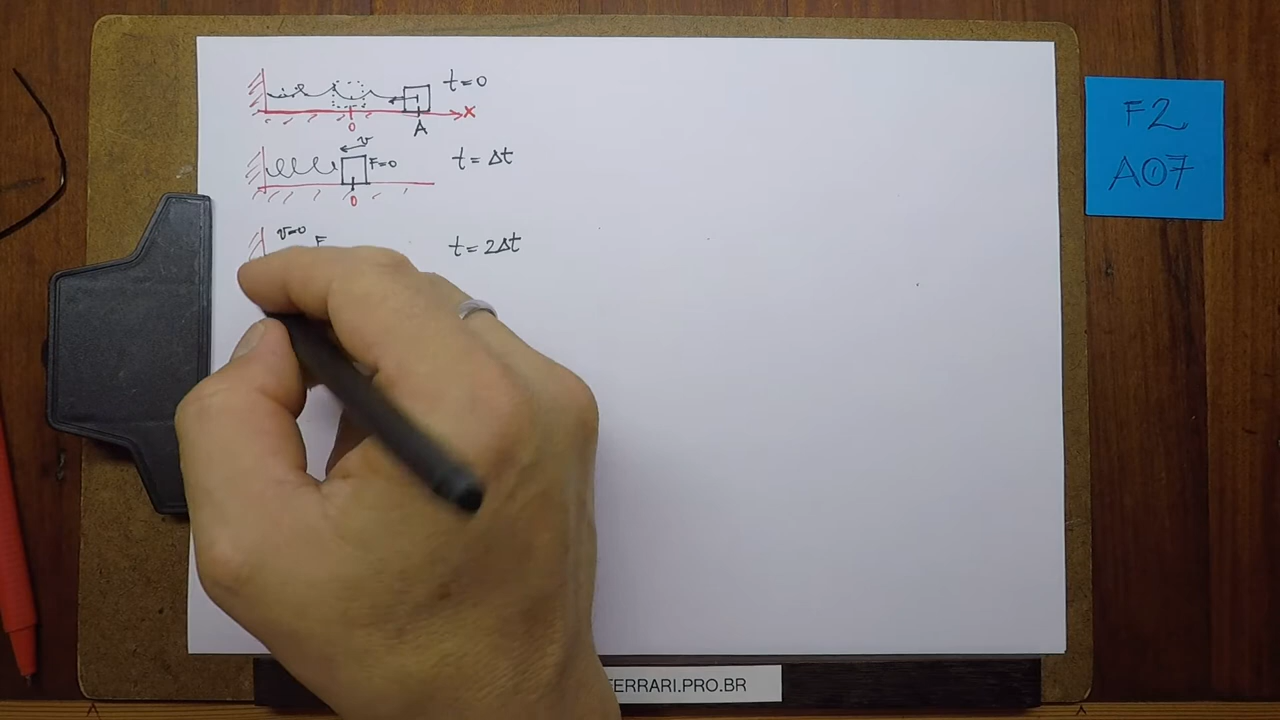 t=0
x
0
A
v
F=0
t=Δt
0
v=0
F
t=2Δt
F2
A07
FERRARI.PRO.BR